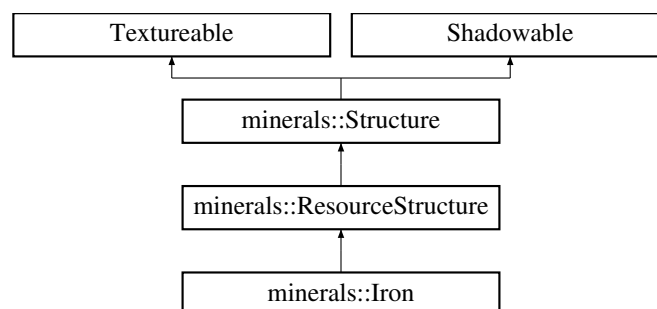 Textureable
Shadowable
minerals::Structure
minerals::ResourceStructure
minerals::Iron